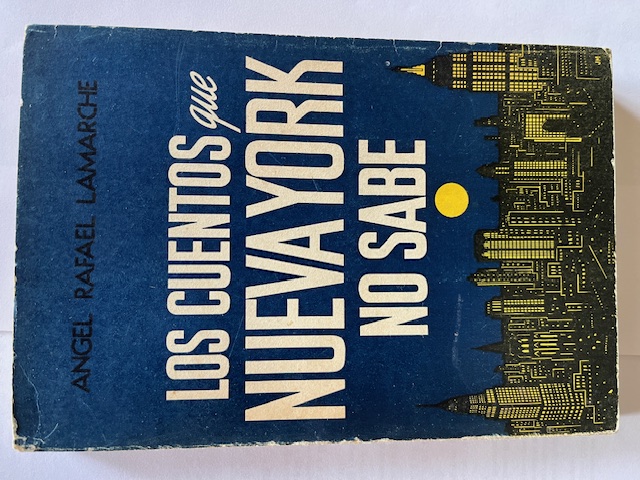 ANGEL RAFAEL LAMARCHE
LOS CUENTOS que
NUEVA YORK
NO SABE